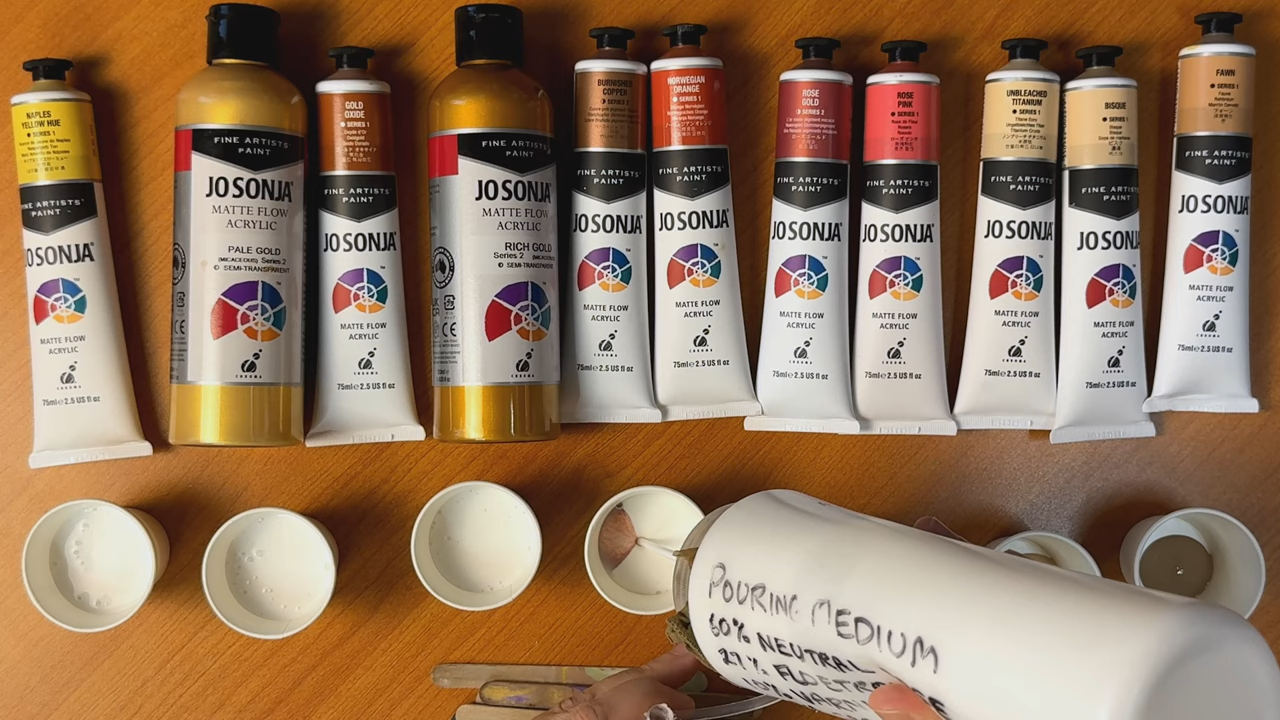 NAPLES
YELLOW HUE
SERIES 1
FINE ARTISTS'
PAINT
JO SONJA
MATTE FLOW
ACRYLIC
75ml e 2.5 US fl oz
FINE ARTISTS'
PAINT
JO SONJA
MATTE FLOW
ACRYLIC
PALE GOLD
(MICACEOUS) Series 2
SEMI-TRANSPARENT
GOLD
OXIDE
SERIES 1
FINE ARTISTS'
PAINT
JO SONJA
MATTE FLOW
ACRYLIC
75ml e 2.5 US fl oz
FINE ARTISTS'
PAINT
JO SONJA
MATTE FLOW
ACRYLIC
RICH GOLD
Series 2 (MICACEOUS)
SEMI-TRANSPARENT
BURNISHED
COPPER
SERIES 2
FINE ARTISTS'
PAINT
JO SONJA
MATTE FLOW
ACRYLIC
75ml e 2.5 US fl oz
NORWEGIAN
ORANGE
SERIES 1
FINE ARTISTS'
PAINT
JO SONJA
MATTE FLOW
ACRYLIC
75ml e 2.5 US fl oz
ROSE
GOLD
SERIES 2
FINE ARTISTS'
PAINT
JO SONJA
MATTE FLOW
ACRYLIC
75ml e 2.5 US fl oz
ROSE
PINK
SERIES 1
FINE ARTISTS'
PAINT
JO SONJA
MATTE FLOW
ACRYLIC
75ml e 2.5 US fl oz
UNBLEACHED
TITANIUM
SERIES 1
FINE ARTISTS'
PAINT
JO SONJA
MATTE FLOW
ACRYLIC
75ml e 2.5 US fl oz
BISQUE
SERIES 1
FINE ARTISTS'
PAINT
JO SONJA
MATTE FLOW
ACRYLIC
75ml e 2.5 US fl oz
FAWN
SERIES 1
FINE ARTISTS'
PAINT
JO SONJA
MATTE FLOW
ACRYLIC
75ml e 2.5 US fl oz
POURING MEDIUM
60% NEUTRAL